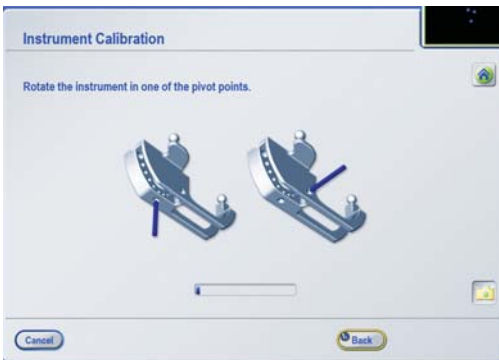 Instrument Calibration
Rotate the instrument in one of the pivot points.
Cancel
Back